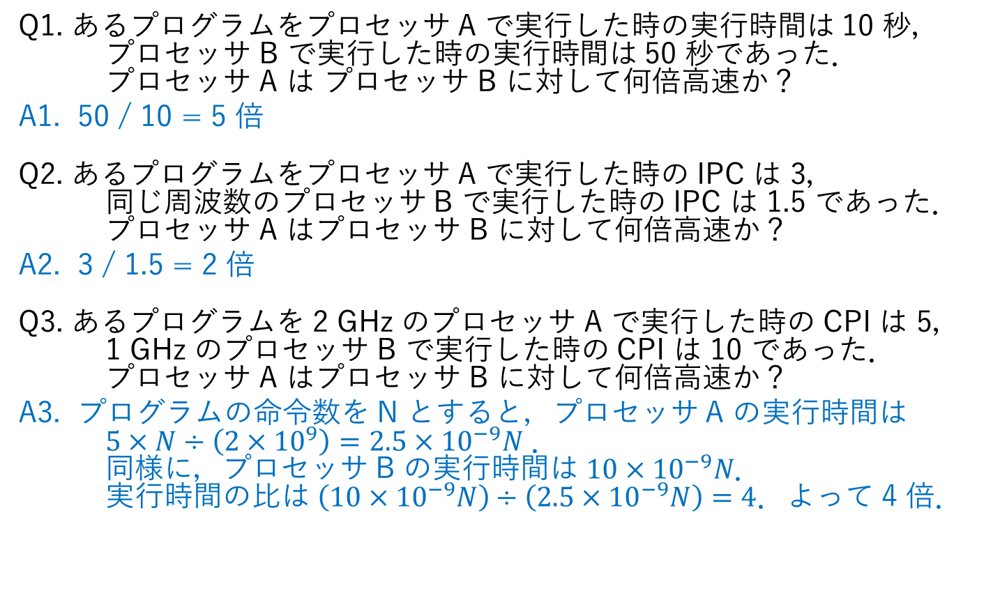 Q1. あるプログラムをプロセッサ A で実行した時の実行時間は 10 秒,
プロセッサ B で実行した時の実行時間は 50 秒であった.
プロセッサ A は プロセッサ B に対して何倍高速か？
A1. 50 / 10 = 5 倍
Q2. あるプログラムをプロセッサ A で実行した時の IPC は 3,
同じ周波数のプロセッサ B で実行した時の IPC は 1.5 であった.
プロセッサ A はプロセッサ B に対して何倍高速か？
A2. 3 / 1.5 = 2 倍
Q3. あるプログラムを 2 GHz のプロセッサ A で実行した時の CPI は 5,
1 GHz のプロセッサ B で実行した時の CPI は 10 であった.
プロセッサ A はプロセッサ B に対して何倍高速か？
A3. プログラムの命令数を N とすると, プロセッサ A の実行時間は
5 × N ÷ (2 × 10⁹) = 2.5 × 10⁻⁹N .
同様に, プロセッサ B の実行時間は 10 × 10⁻⁹N.
実行時間の比は (10 × 10⁻⁹N) ÷ (2.5 × 10⁻⁹N) = 4. よって 4 倍.